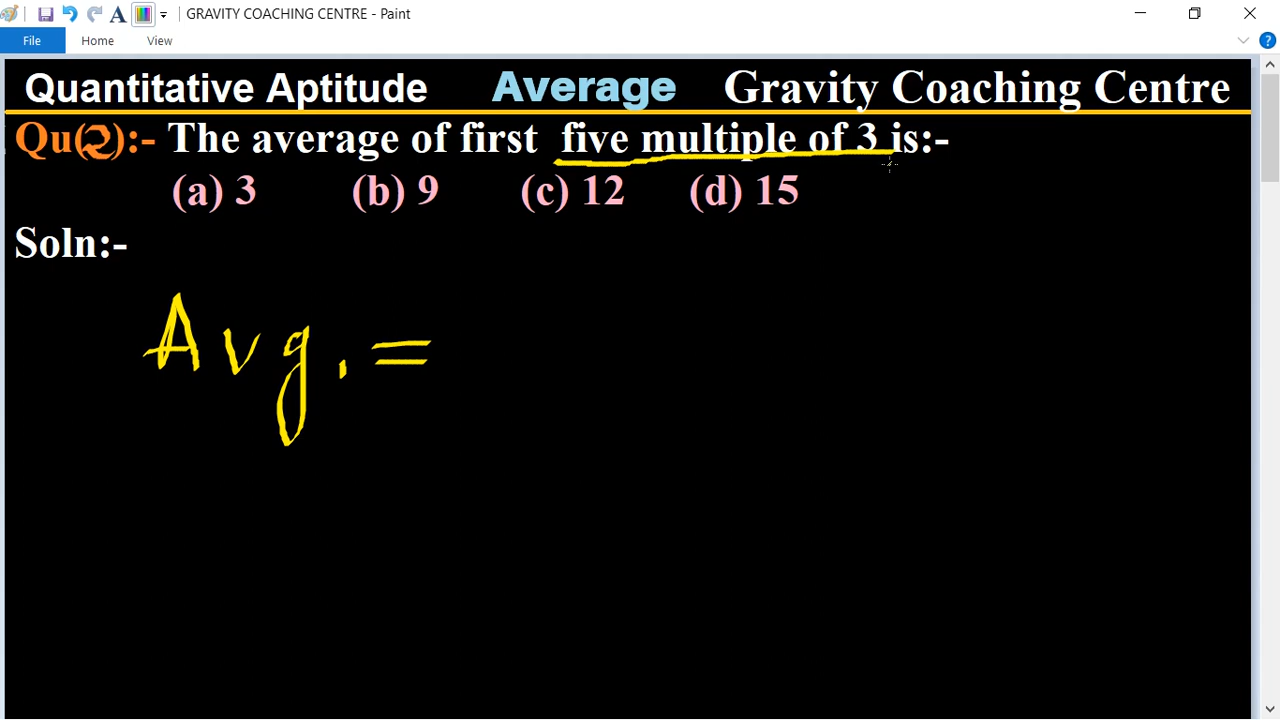 GRAVITY COACHING CENTRE - Paint
File Home View
Quantitative Aptitude Average Gravity Coaching Centre
Qu(2):- The average of first five multiple of 3 is:-
(a) 3 (b) 9 (c) 12 (d) 15
Soln:-
Avg. =